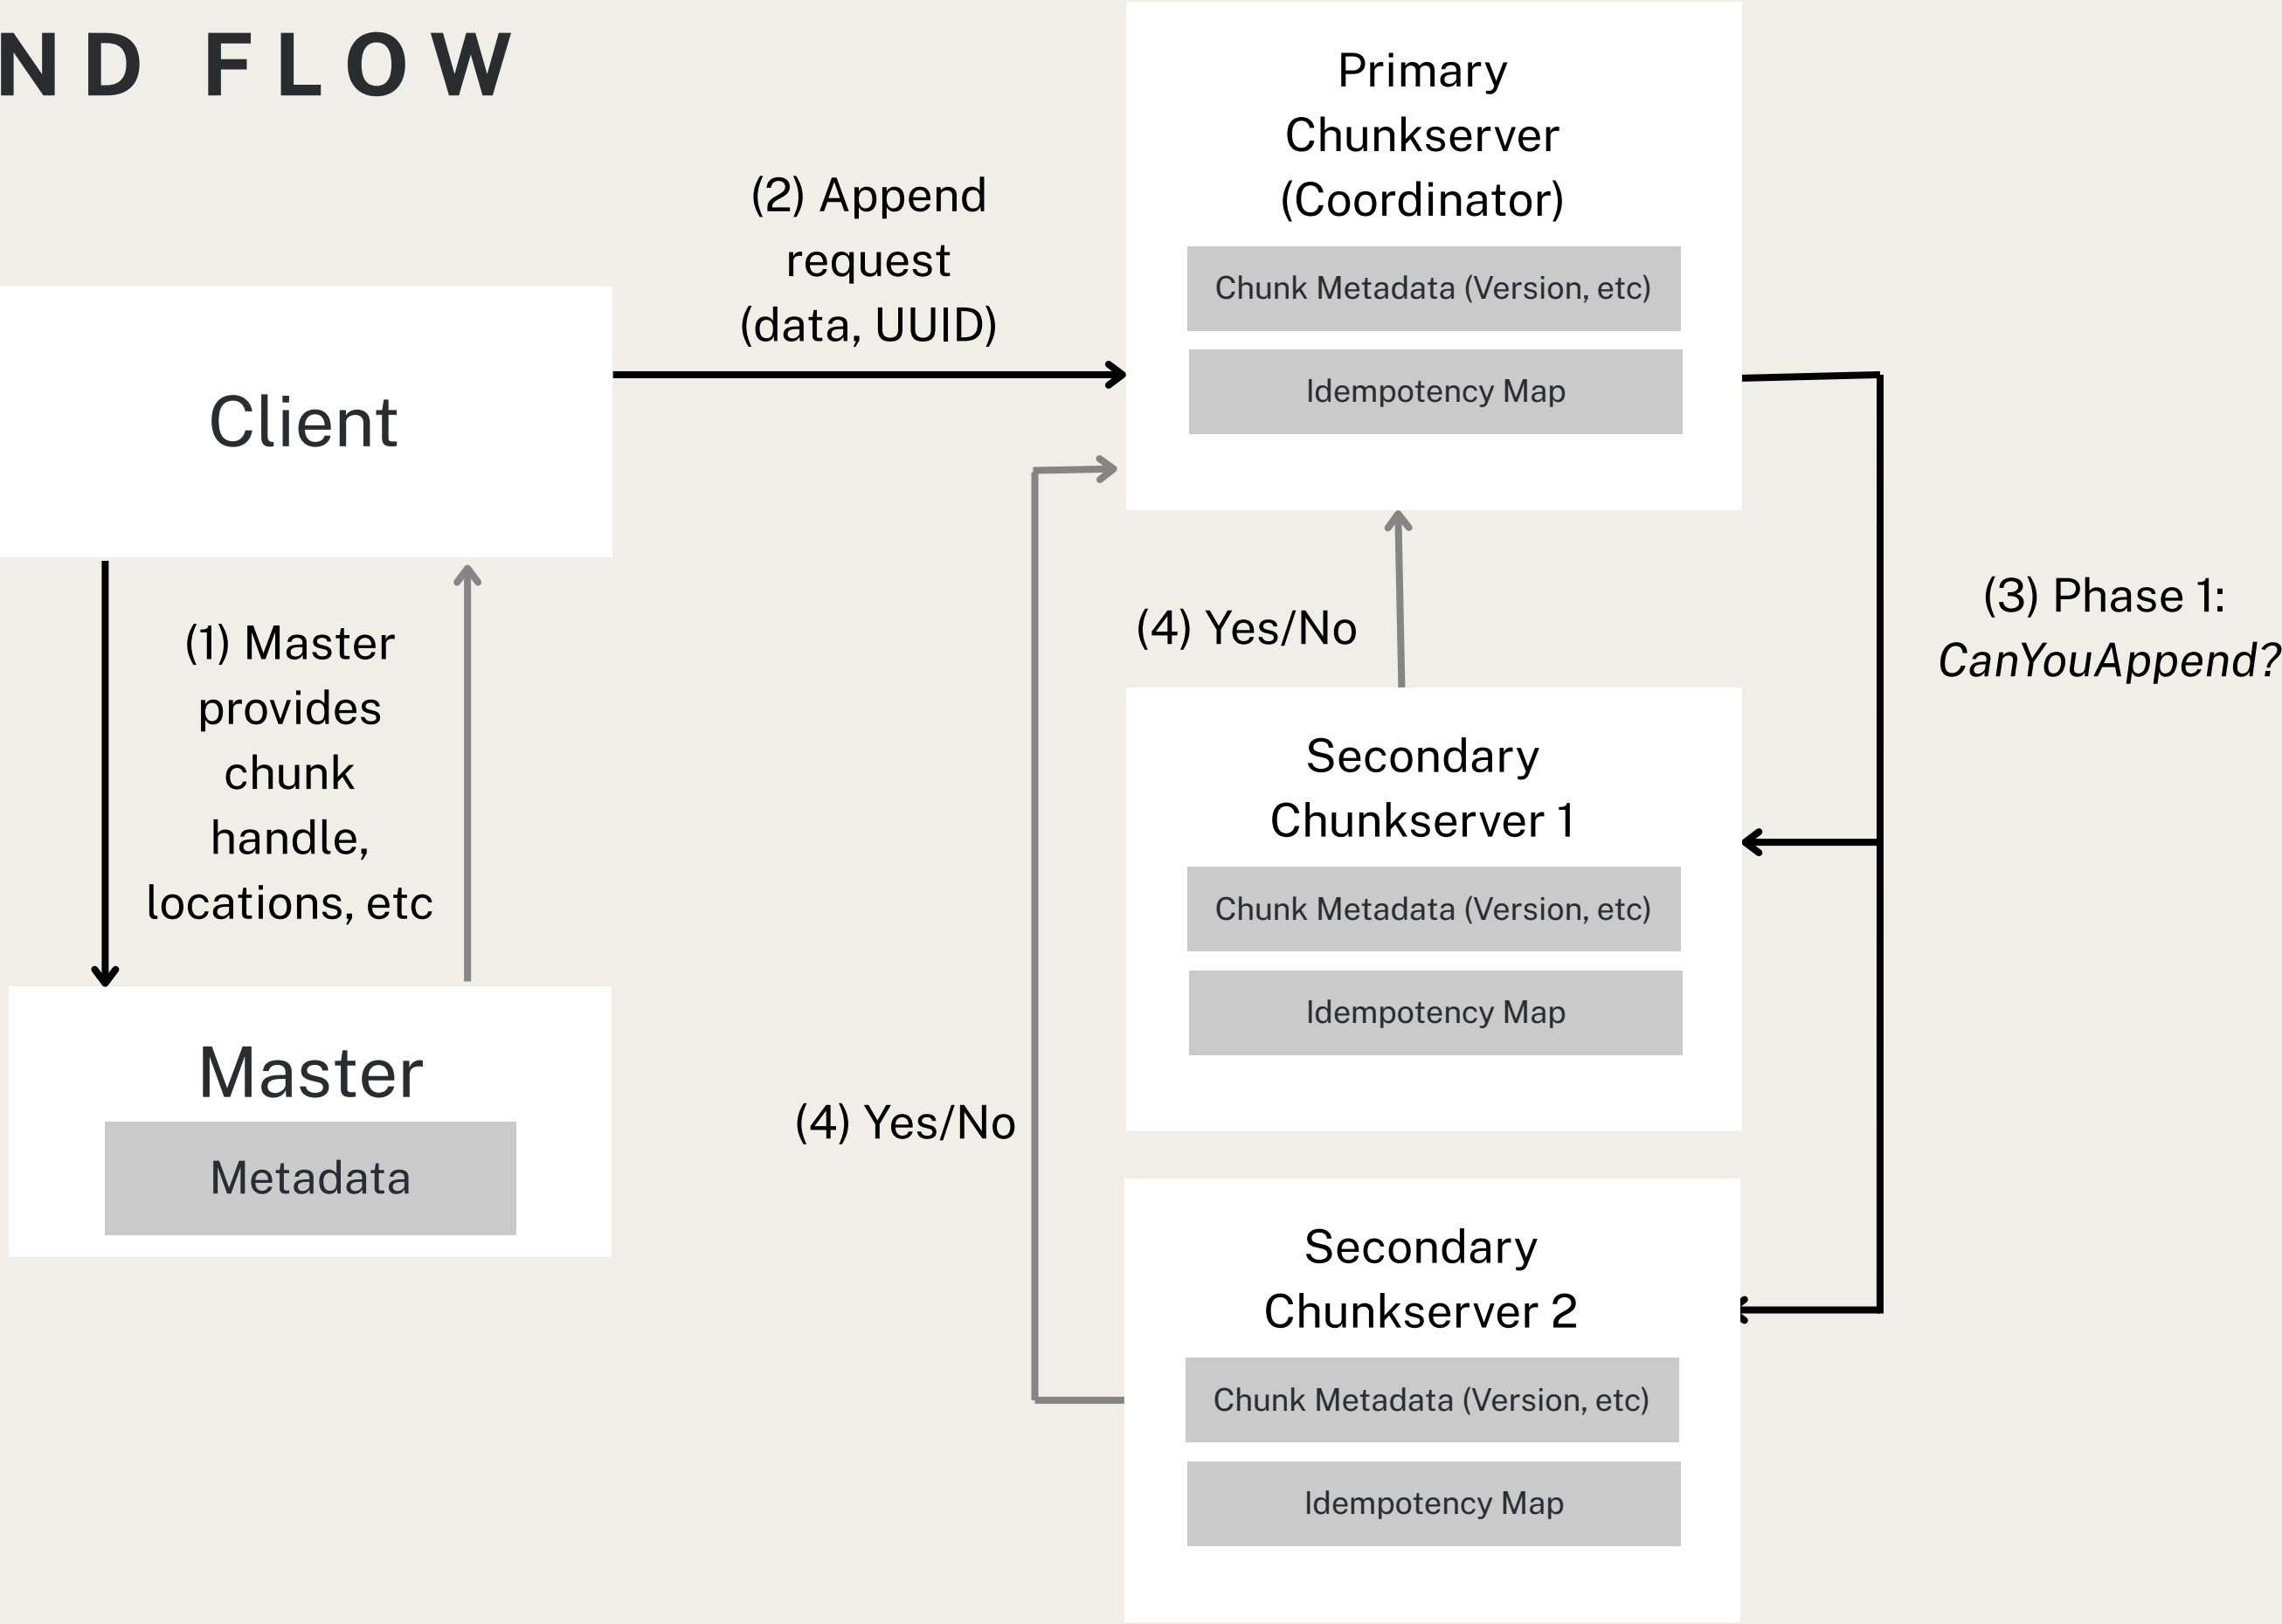 ND FLOW
Primary
Chunkserver
(Coordinator)
Chunk Metadata (Version, etc)
Idempotency Map
(2) Append
request
(data, UUID)
Client
(1) Master
provides
chunk
handle,
locations, etc
Master
Metadata
(3) Phase 1:
CanYouAppend?
(4) Yes/No
Secondary
Chunkserver 1
Chunk Metadata (Version, etc)
Idempotency Map
(4) Yes/No
Secondary
Chunkserver 2
Chunk Metadata (Version, etc)
Idempotency Map